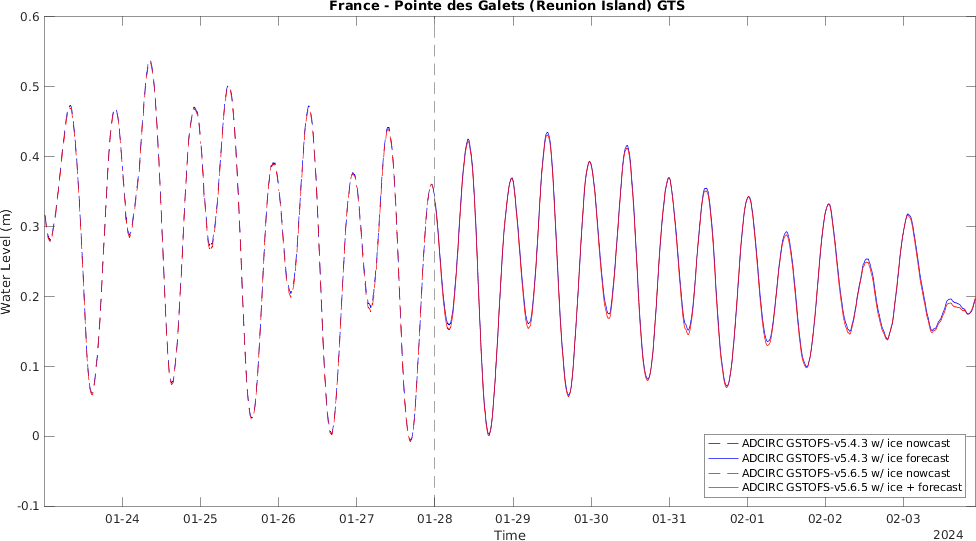 France - Pointe des Galets (Reunion Island) GTS
0.6
0.5
0.4
0.3
0.2
0.1
0
-0.1
Water Level (m)
01-24 01-25 01-26 01-27 01-28 01-29 01-30 01-31 02-01 02-02 02-03
Time
2024
ADCIRC GSTOFS-v5.4.3 w/ ice nowcast
ADCIRC GSTOFS-v5.4.3 w/ ice forecast
ADCIRC GSTOFS-v5.6.5 w/ ice nowcast
ADCIRC GSTOFS-v5.6.5 w/ ice + forecast